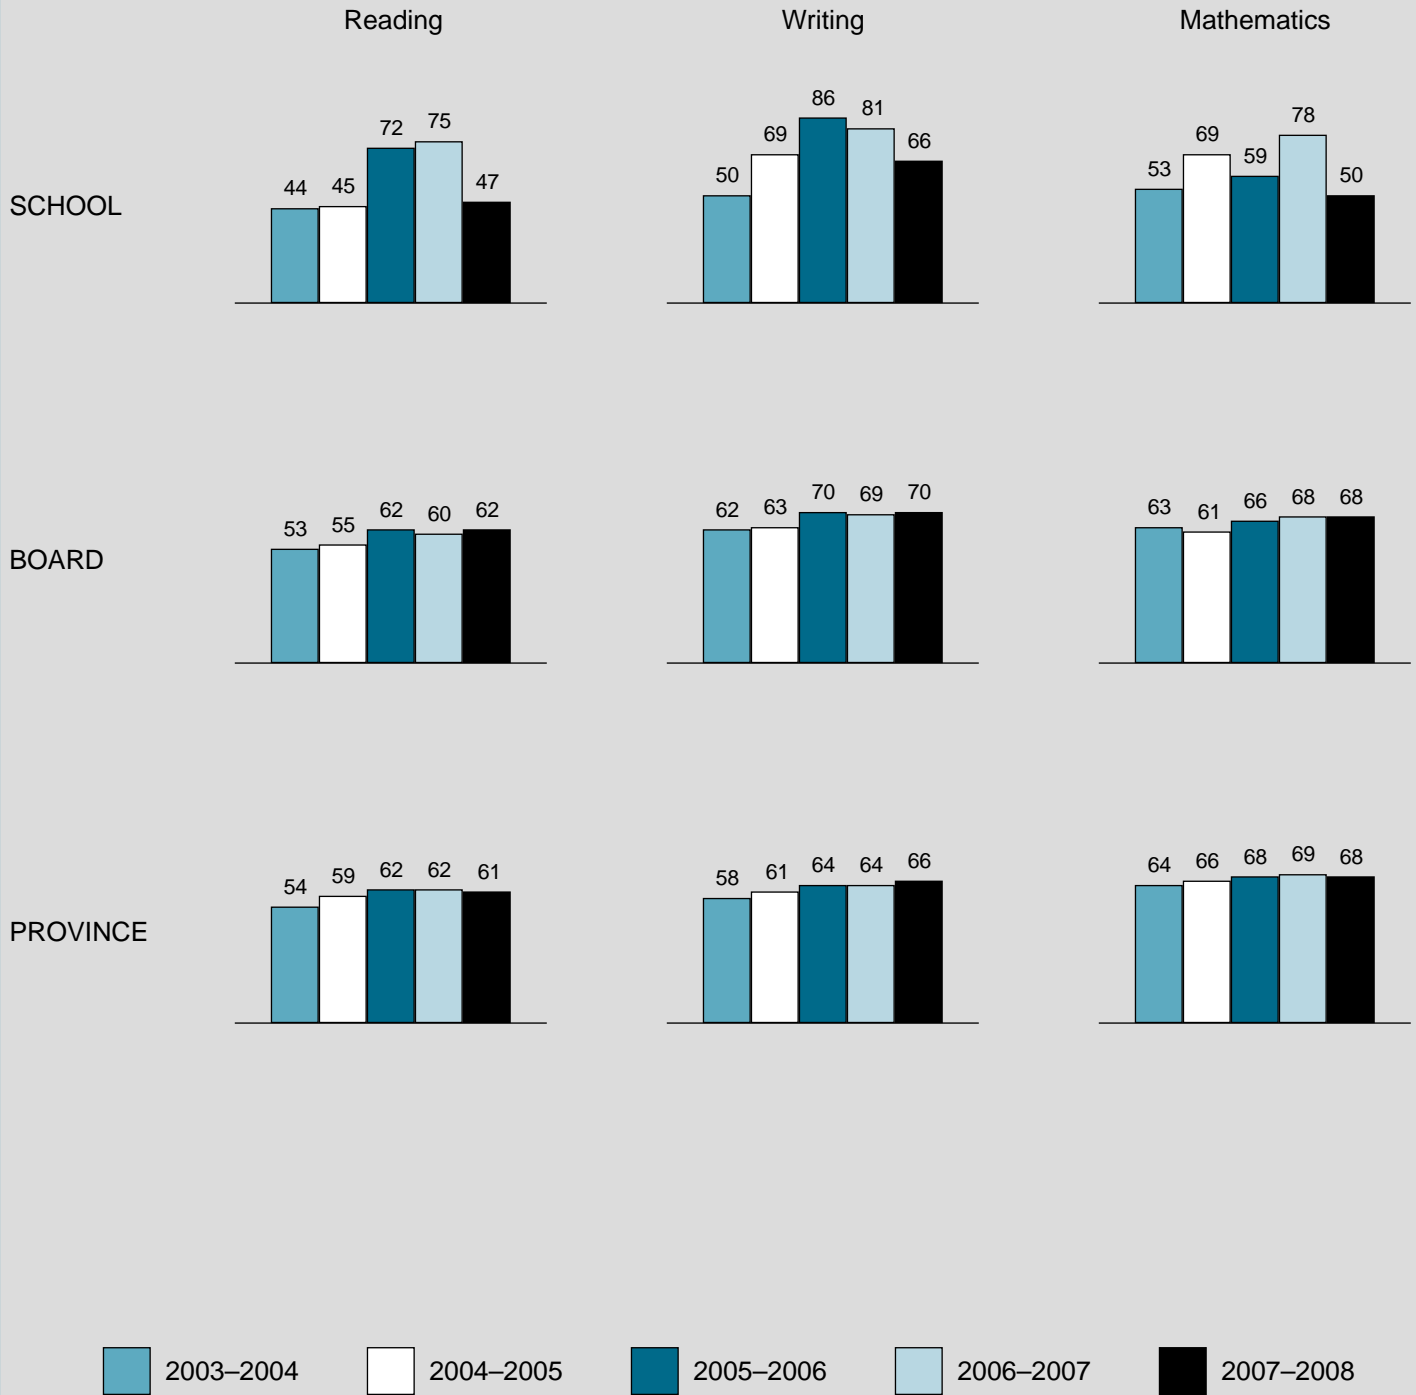 Reading Writing Mathematics
SCHOOL
44 45 72 75 47
50 69 86 81 66
53 69 59 78 50
BOARD
53 55 62 60 62
62 63 70 69 70
63 61 66 68 68
PROVINCE
54 59 62 62 61
58 61 64 64 66
64 66 68 69 68
2003–2004 2004–2005 2005–2006 2006–2007 2007–2008